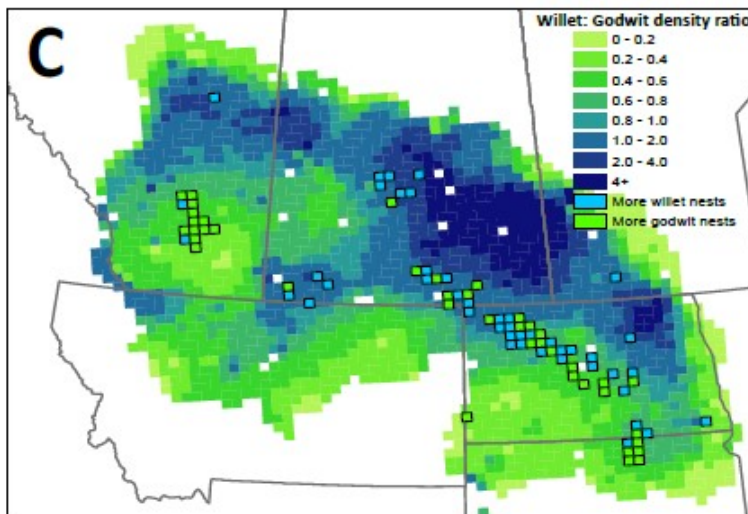 C
Willet: Godwit density ratio
0 - 0.2
0.2 - 0.4
0.4 - 0.6
0.6 - 0.8
0.8 - 1.0
1.0 - 2.0
2.0 - 4.0
4+
More willet nests
More godwit nests